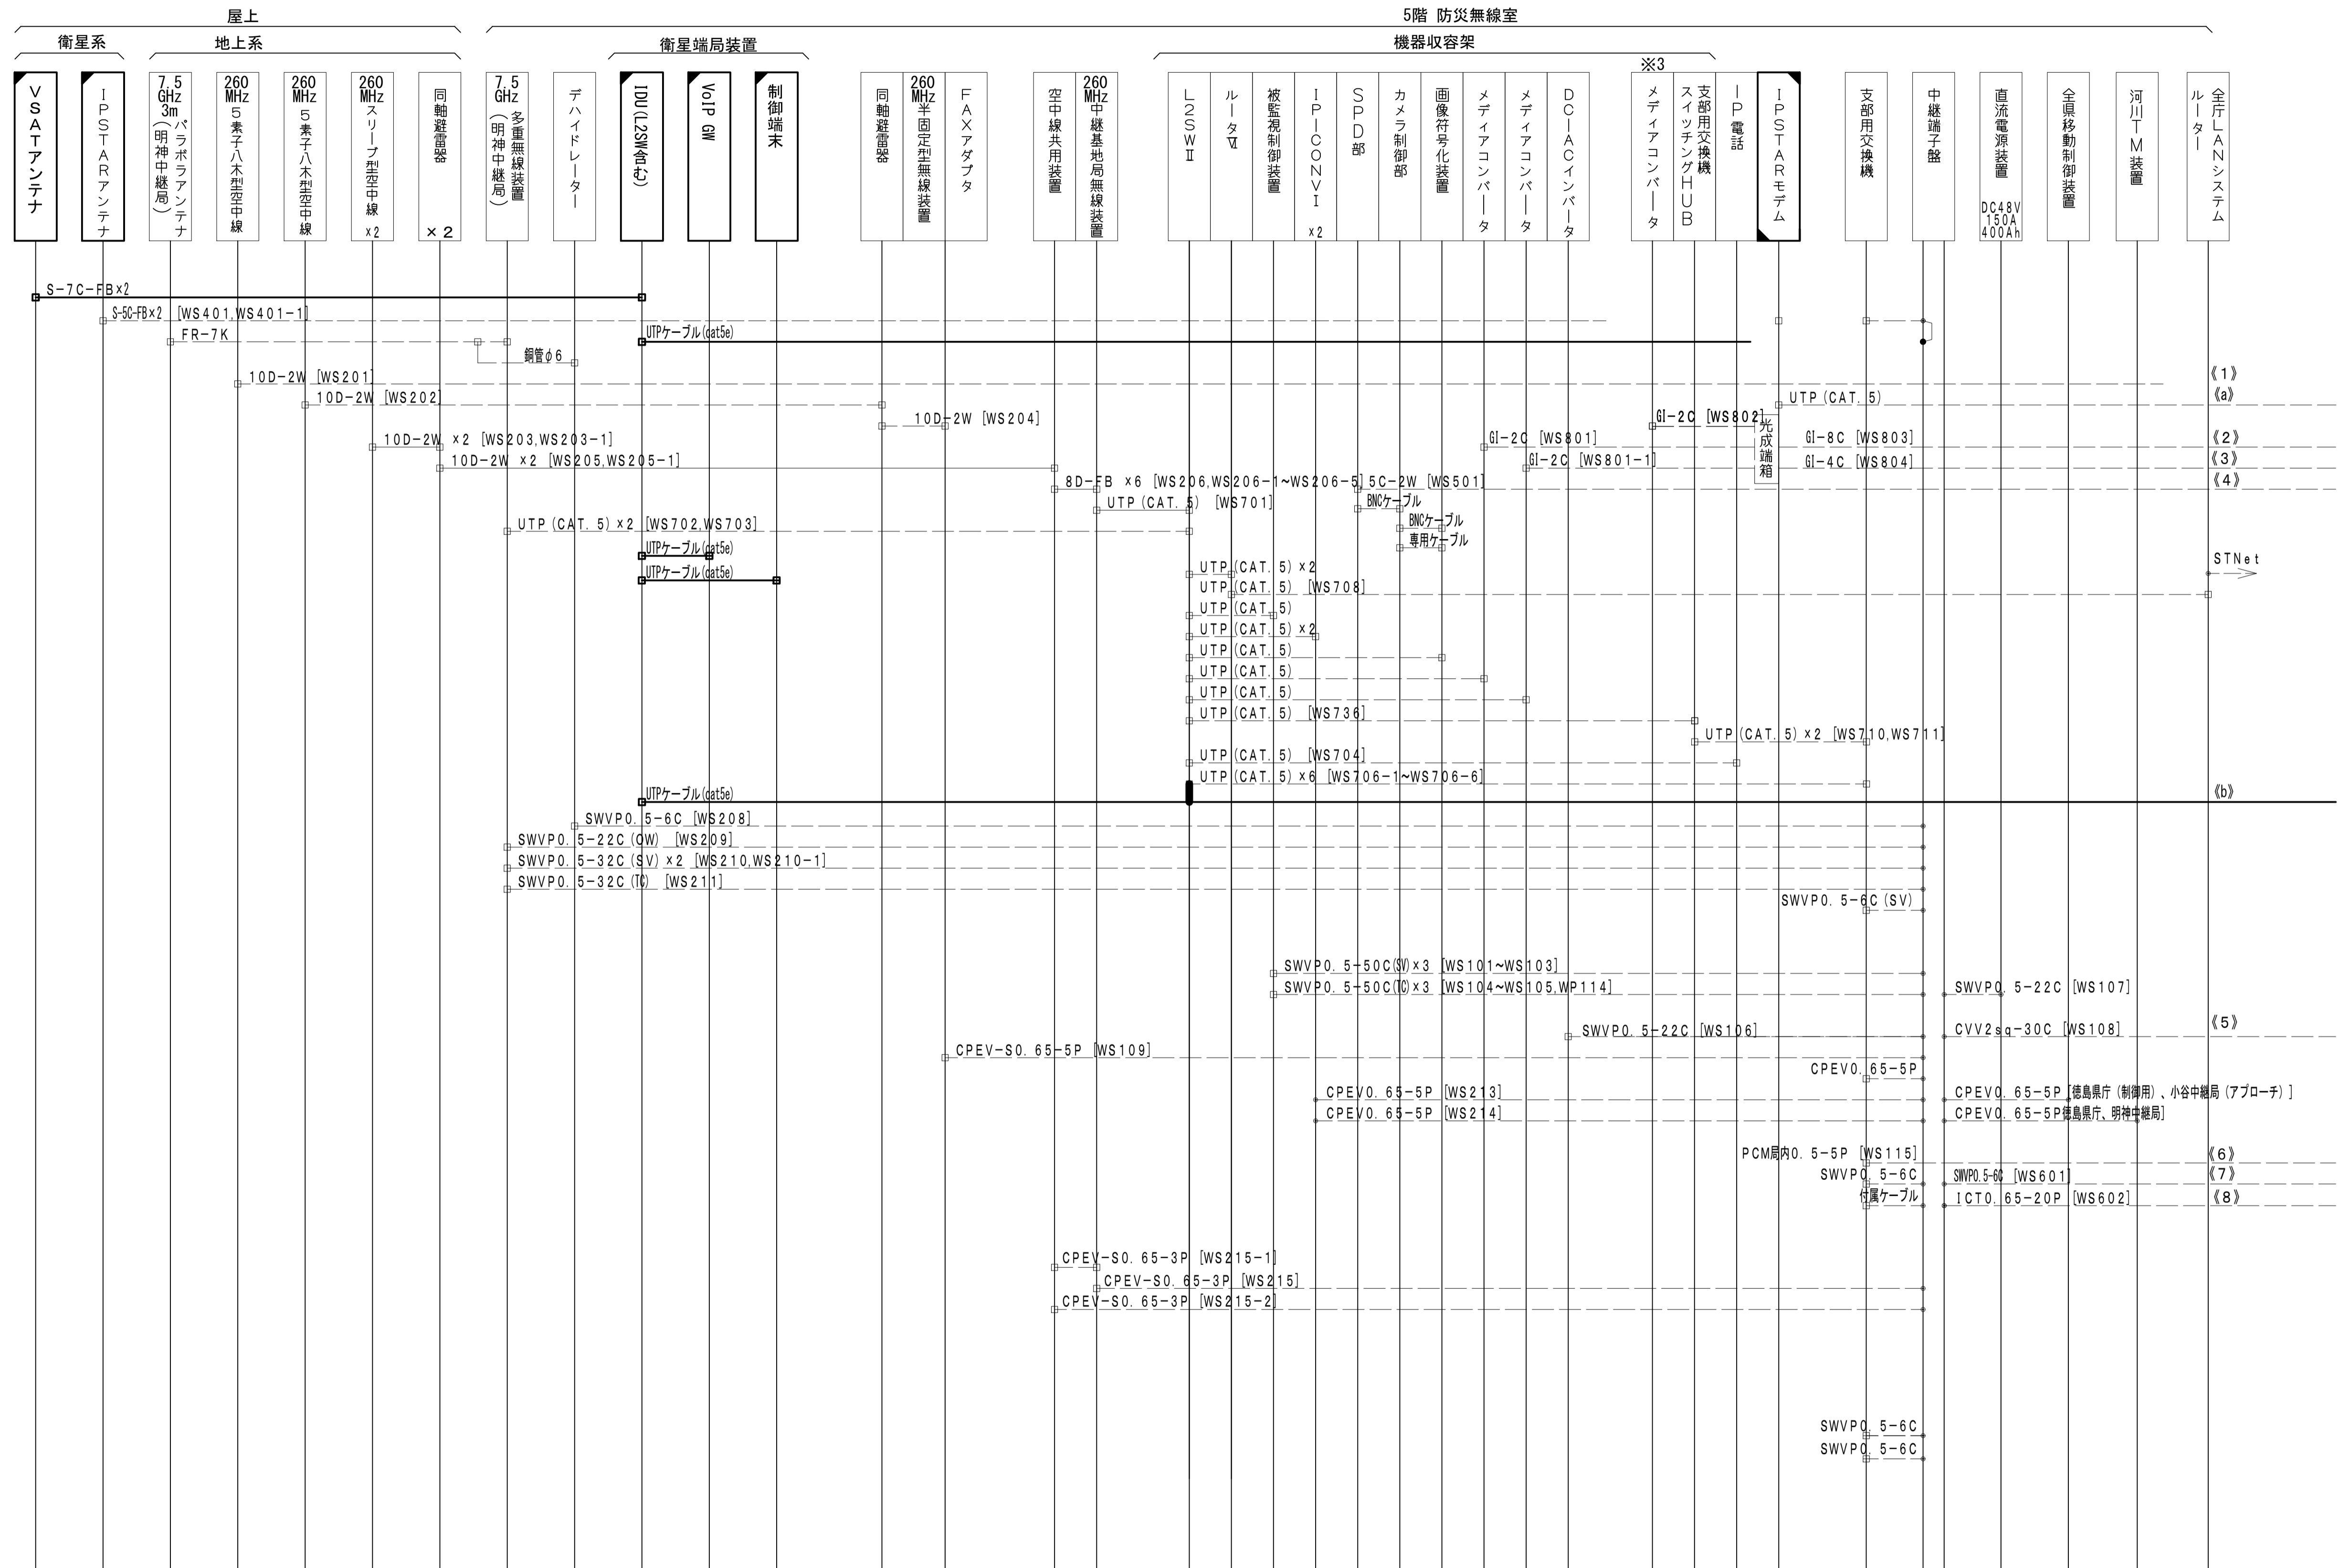 屋上
5階 防災無線室
衛星系
地上系
衛星端局装置
機器収容架
※3
VSATアンテナ
IPSTARアンテナ
7.5
GHz
3m
パラボラアンテナ
(明神中継局)
260
MHz
5素子八木型空中線
260
MHz
5素子八木型空中線
260
MHz
スリーブ型空中線
×2
同軸避雷器
×2
7.5
GHz
多重無線装置
(明神中継局)
デハイドレーター
IDU(L2SW含む)
VoIP GW
制御端末
同軸避雷器
260
MHz
半固定型無線装置
FAXアダプタ
空中線共用装置
260
MHz
中継基地局無線装置
L2SWⅡ
ルータⅥ
被監視制御装置
IP-CONVI
×2
SPD部
カメラ制御部
画像符号化装置
メディアコンバータ
メディアコンバータ
DC-ACインバータ
メディアコンバータ
支部用交換機
スイッチングHUB
IP電話
IPSTARモデム
支部用交換機
中継端子盤
直流電源装置
DC48V
150A
400Ah
全県移動制御装置
河川TM装置
全庁LANシステム
ルーター
S-7C-FB×2
S-5C-FB×2 [WS401,WS401-1]
FR-7K
UTPケーブル(cat5e)
銅管φ6
10D-2W [WS201]
《1》
10D-2W [WS202]
UTP(CAT.5)
《a》
10D-2W [WS204]
GI-2C [WS802]
光成端箱
10D-2W ×2 [WS203,WS203-1]
GI-2C [WS801]
GI-8C [WS803]
《2》
10D-2W ×2 [WS205,WS205-1]
GI-2C [WS801-1]
GI-4C [WS804]
《3》
8D-FB ×6 [WS206,WS206-1~WS206-5]
5C-2W [WS501]
《4》
UTP(CAT.5) [WS701]
BNCケーブル
UTP(CAT.5)×2 [WS702,WS703]
BNCケーブル
UTPケーブル(cat5e)
専用ケーブル
UTPケーブル(cat5e)
UTP(CAT.5)×2
STNet
UTP(CAT.5) [WS708]
UTP(CAT.5)
UTP(CAT.5)×2
UTP(CAT.5)
UTP(CAT.5)
UTP(CAT.5)
UTP(CAT.5) [WS736]
UTP(CAT.5)×2 [WS710,WS711]
UTP(CAT.5) [WS704]
UTP(CAT.5)×6 [WS706-1~WS706-6]
UTPケーブル(cat5e)
《b》
SWVP0.5-6C [WS208]
SWVP0.5-22C(OW) [WS209]
SWVP0.5-32C(SV)×2 [WS210,WS210-1]
SWVP0.5-32C(TC) [WS211]
SWVP0.5-6C(SV)
SWVP0.5-50C(SV)×3 [WS101~WS103]
SWVP0.5-50C(TC)×3 [WS104~WS105,WP114]
SWVP0.5-22C [WS107]
SWVP0.5-22C [WS106]
CVV2sq-30C [WS108]
《5》
CPEV-S0.65-5P [WS109]
CPEV0.65-5P
CPEV0.65-5P [WS213]
CPEV0.65-5P [徳島県庁(制御用)、小谷中継局(アプローチ)]
CPEV0.65-5P [WS214]
CPEV0.65-5P徳島県庁、明神中継局]
PCM局内0.5-5P [WS115]
《6》
SWVP0.5-6C
SWVP0.5-6C [WS601]
《7》
付属ケーブル
ICT0.65-20P [WS602]
《8》
CPEV-S0.65-3P [WS215-1]
CPEV-S0.65-3P [WS215]
CPEV-S0.65-3P [WS215-2]
SWVP0.5-6C
SWVP0.5-6C